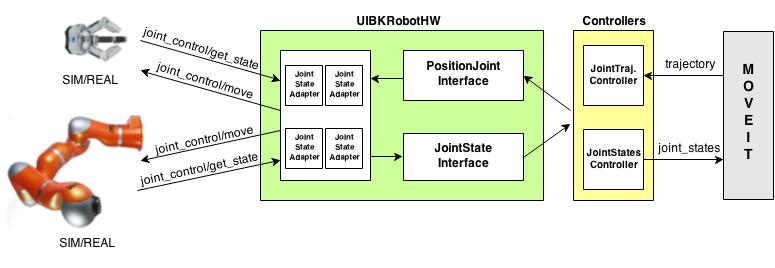 UIBKRobotHW
Controllers
joint_control/get_state
joint_control/move
SIM/REAL
joint_control/move
joint_control/get_state
SIM/REAL
Joint
State
Adapter
Joint
State
Adapter
Joint
State
Adapter
Joint
State
Adapter
PositionJoint
Interface
JointState
Interface
JointTraj.
Controller
JointStates
Controller
trajectory
joint_states
M
O
V
E
I
T